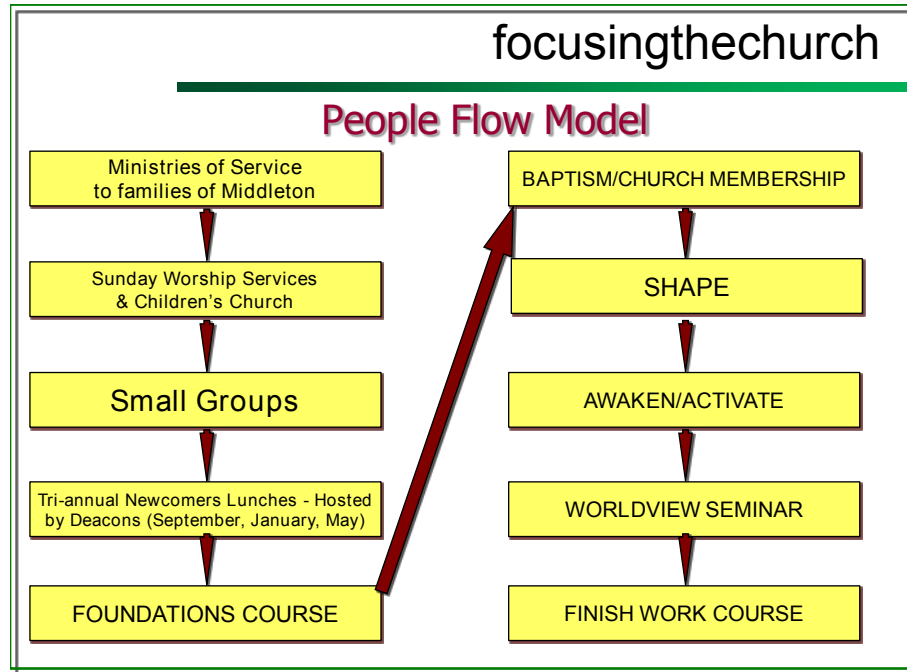 focusingthechurch
People Flow Model
Ministries of Service
to families of Middleton
Sunday Worship Services
& Children's Church
Small Groups
Tri-annual Newcomers Lunches - Hosted
by Deacons (September, January, May)
FOUNDATIONS COURSE
BAPTISM/CHURCH MEMBERSHIP
SHAPE
AWAKEN/ACTIVATE
WORLDVIEW SEMINAR
FINISH WORK COURSE